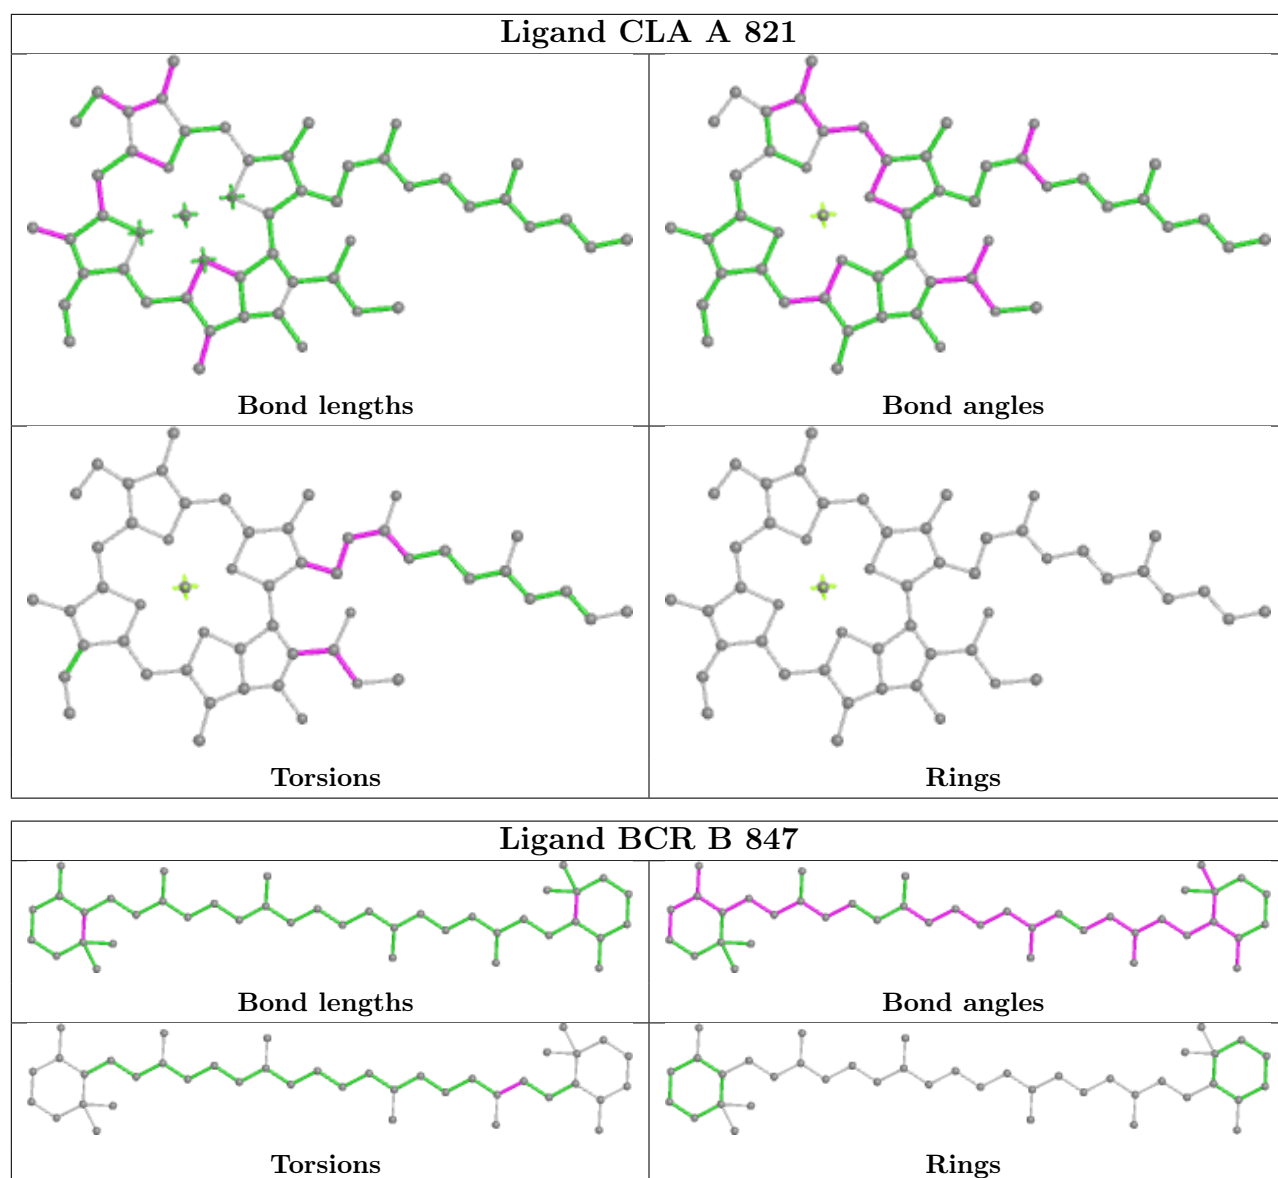 Ligand CLA A 821
Bond lengths
Bond angles
Torsions
Rings
Ligand BCR B 847
Bond lengths
Bond angles
Torsions
Rings